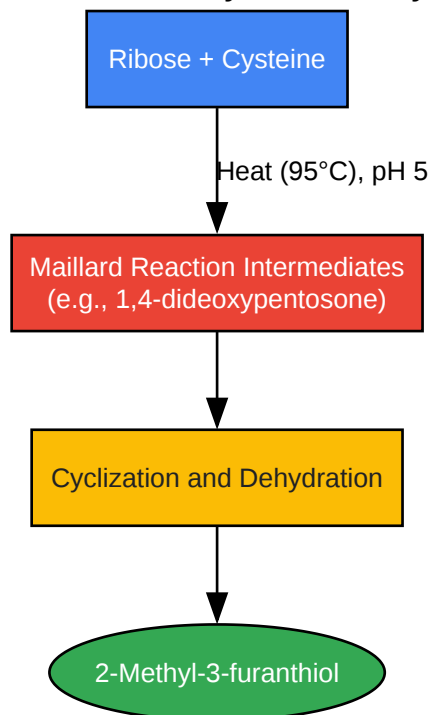 Ribose + Cysteine
Heat (95°C), pH 5
Maillard Reaction Intermediates
(e.g., 1,4-dideoxypentosone)
Cyclization and Dehydration
2-Methyl-3-furanthiol